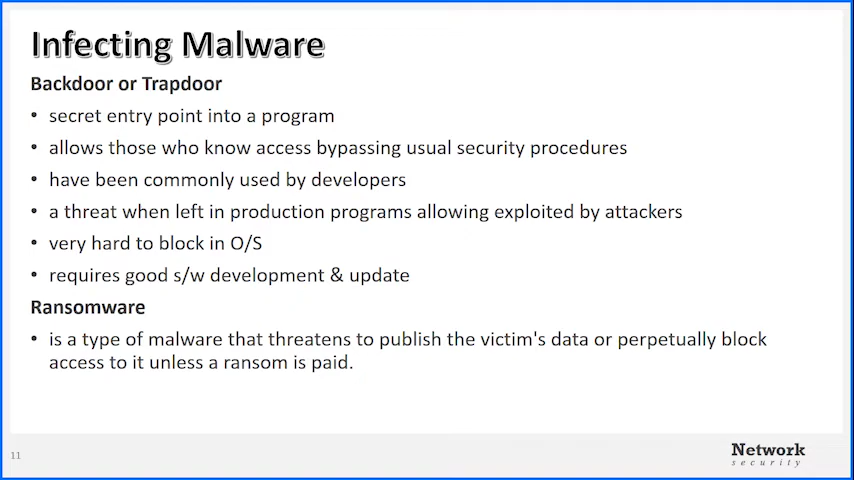 Infecting Malware
Backdoor or Trapdoor
• secret entry point into a program
• allows those who know access bypassing usual security procedures
• have been commonly used by developers
• a threat when left in production programs allowing exploited by attackers
• very hard to block in O/S
• requires good s/w development & update
Ransomware
• is a type of malware that threatens to publish the victim's data or perpetually block
access to it unless a ransom is paid.
11
Network
security